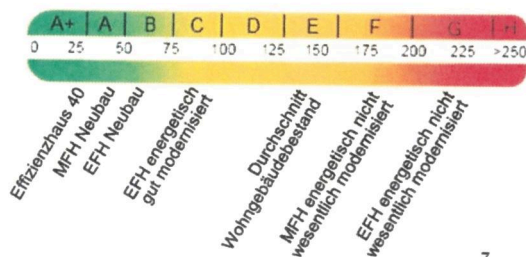 A+ A B C D E F G H
0 25 50 75 100 125 150 175 200 225 >250
Effizienzhaus 40
MFH Neubau
EFH Neubau
EFH energetisch
gut modernisiert
Durchschnitt
Wohngebäudebestand
MFH energetisch nicht
wesentlich modernisiert
EFH energetisch nicht
wesentlich modernisiert
7